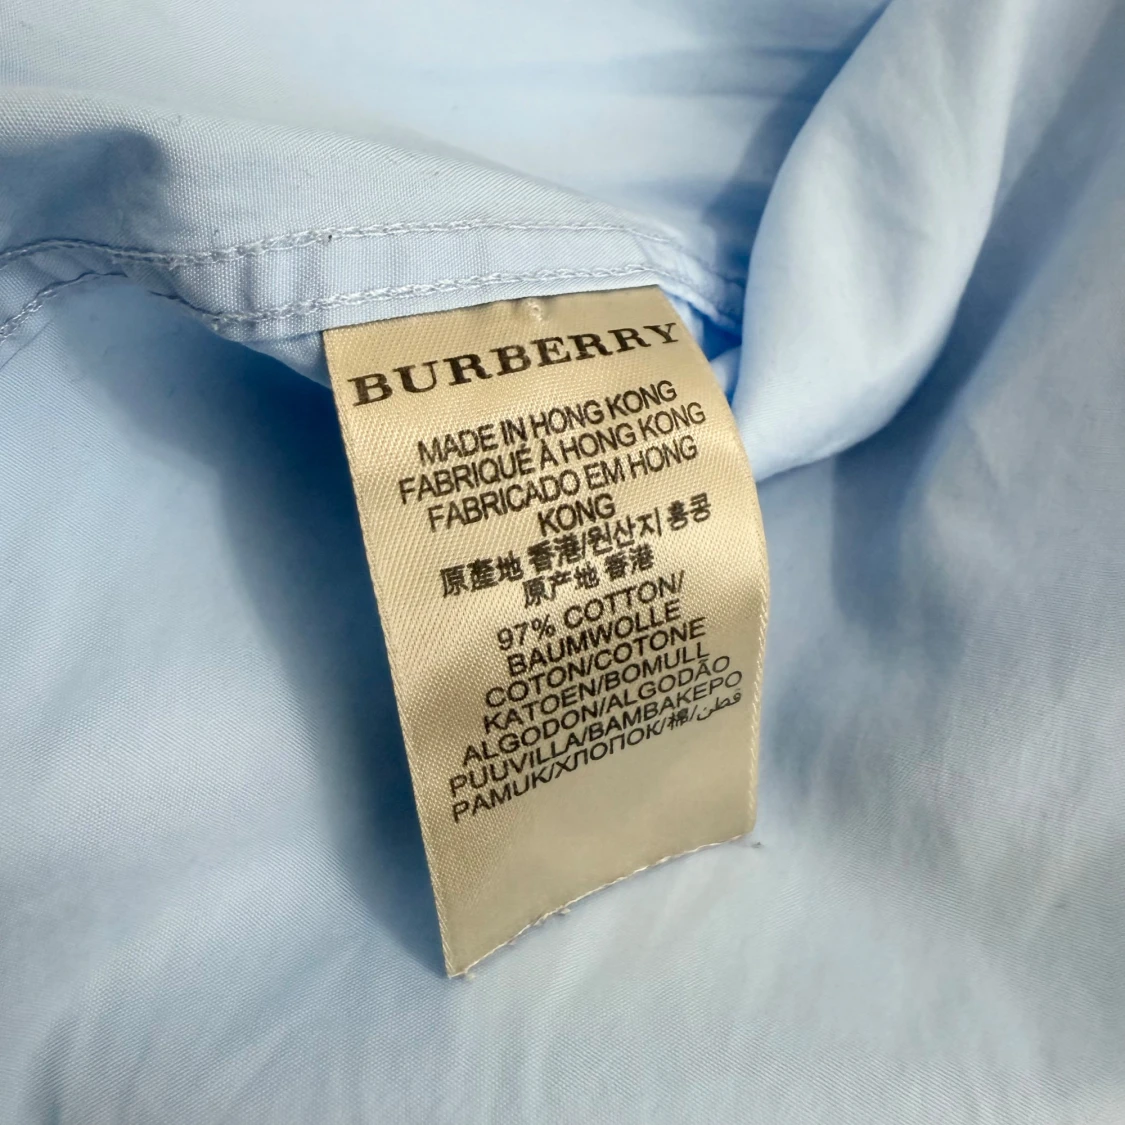 BURBERRY
MADE IN HONG KONG
FABRIQUÉ À HONG KONG
FABRICADO EM HONG
KONG
原產地 香港/원산지 홍콩
原产地 香港
97% COTTON/
BAUMWOLLE
COTON/COTONE
KATOEN/BOMULL
ALGODON/ALGODÃO
PUUVILLA/BAMBAKEPO
PAMUK/ХЛОПОК/棉/قطن